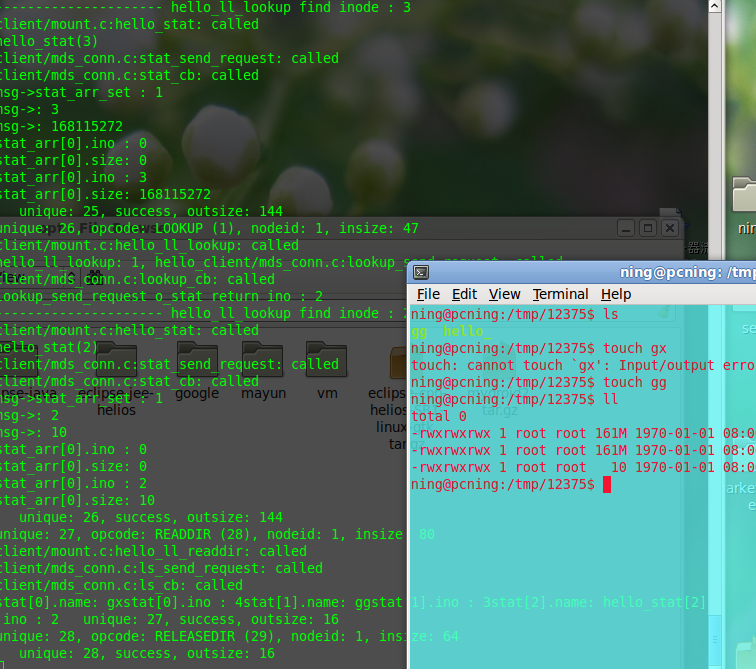 ------------------- hello_ll_lookup find inode : 3
client/mount.c:hello_stat: called
hello_stat(3)
client/mds_conn.c:stat_send_request: called
client/mds_conn.c:stat_cb: called
msg->stat_arr_set : 1
msg->: 3
msg->: 168115272
stat_arr[0].ino : 0
stat_arr[0].size: 0
stat_arr[0].ino : 3
stat_arr[0].size: 168115272
unique: 25, success, outsize: 144
unique: 26, opcode: LOOKUP (1), nodeid: 1, insize: 47
client/mount.c:hello_ll_lookup: called
hello_ll_lookup: 1, hello_client/mds_conn.c:lookup_send_request: called
client/mds_conn.c:lookup_cb: called
lookup_send_request o_stat return ino : 2
------------------- hello_ll_lookup find inode : 2
client/mount.c:hello_stat: called
hello_stat(2)
client/mds_conn.c:stat_send_request: called
client/mds_conn.c:stat_cb: called
msg->stat_arr_set : 1
msg->: 2
msg->: 10
stat_arr[0].ino : 0
stat_arr[0].size: 0
stat_arr[0].ino : 2
stat_arr[0].size: 10
unique: 26, success, outsize: 144
unique: 27, opcode: READDIR (28), nodeid: 1, insize: 80
client/mount.c:hello_ll_readdir: called
client/mds_conn.c:ls_send_request: called
client/mds_conn.c:ls_cb: called
stat[0].name: gxstat[0].ino : 4stat[1].name: ggstat[1].ino : 3stat[2].name: hello_stat[2]
.ino : 2   unique: 27, success, outsize: 16
unique: 28, opcode: RELEASEDIR (29), nodeid: 1, insize: 64
unique: 28, success, outsize: 16
eclipse-jee-
helios
google
mayun
vm
eclips
helios
linux
tar.gz
tar.gz
ning@pcning: /tmp
File Edit View Terminal Help
ning@pcning:/tmp/12375$ ls
gg  hello_
ning@pcning:/tmp/12375$ touch gx
touch: cannot touch `gx': Input/output erro
ning@pcning:/tmp/12375$ touch gg
ning@pcning:/tmp/12375$ ll
total 0
-rwxrwxrwx 1 root root 161M 1970-01-01 08:0
-rwxrwxrwx 1 root root 161M 1970-01-01 08:0
-rwxrwxrwx 1 root root   10 1970-01-01 08:0
ning@pcning:/tmp/12375$
nin
se
arke
e